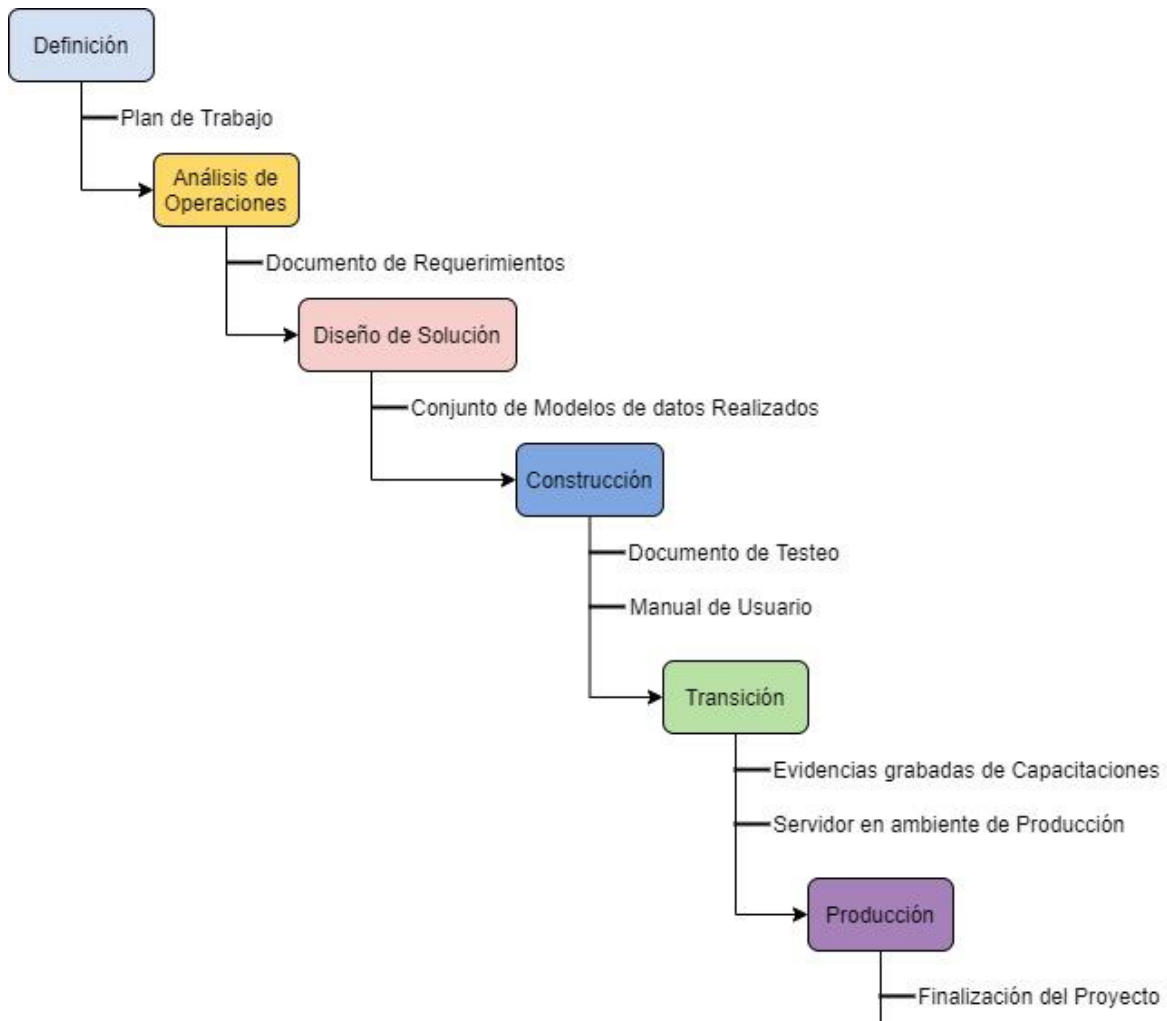 Definición
Plan de Trabajo
Análisis de
Operaciones
Documento de Requerimientos
Diseño de Solución
Conjunto de Modelos de datos Realizados
Construcción
Documento de Testeo
Manual de Usuario
Transición
Evidencias grabadas de Capacitaciones
Servidor en ambiente de Producción
Producción
Finalización del Proyecto